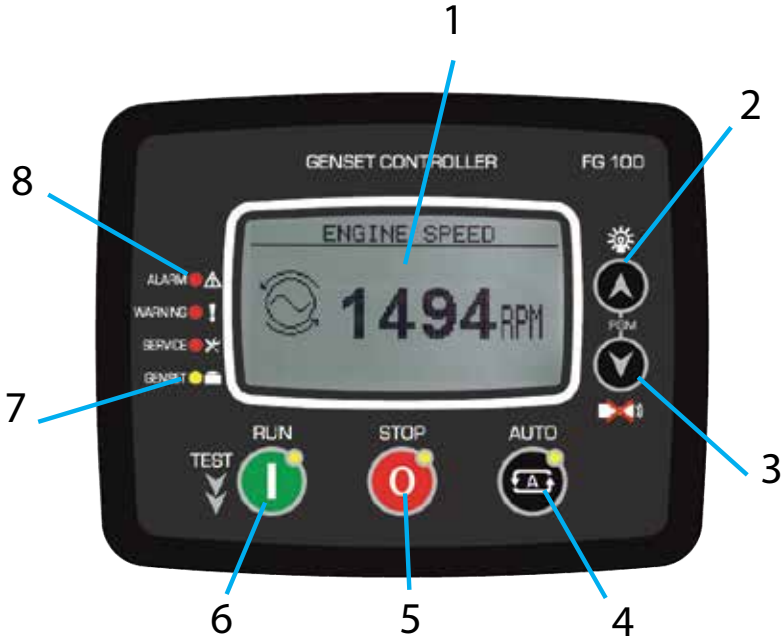 1
2
GENSET CONTROLLER FG 100
8
ENGINE SPEED
ALARM
WARNING
1494 RPM
PGM
SERVICE
GENSET
7
RUN STOP AUTO
TEST
I O A
3
6 5 4